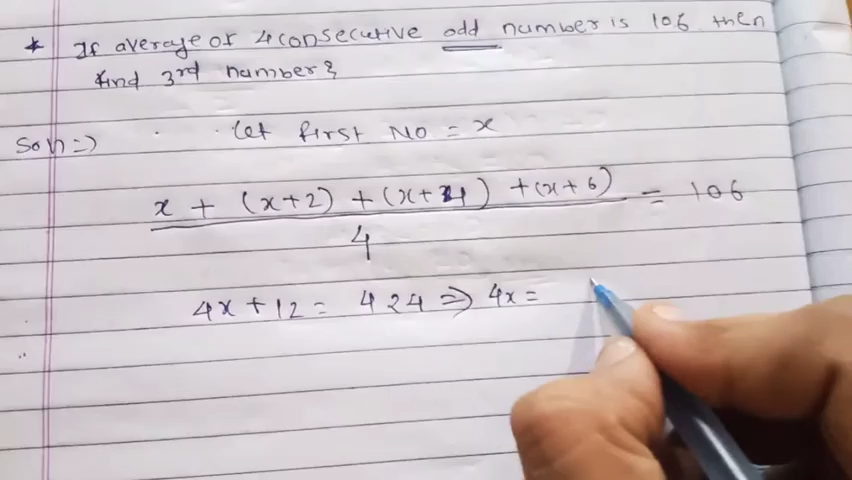 * If average of 4 consecutive odd number is 106 then
find 3rd number?
Soln => let first No = x
x + (x+2) + (x+4) + (x+6) = 106
4
4x + 12 = 424 => 4x =